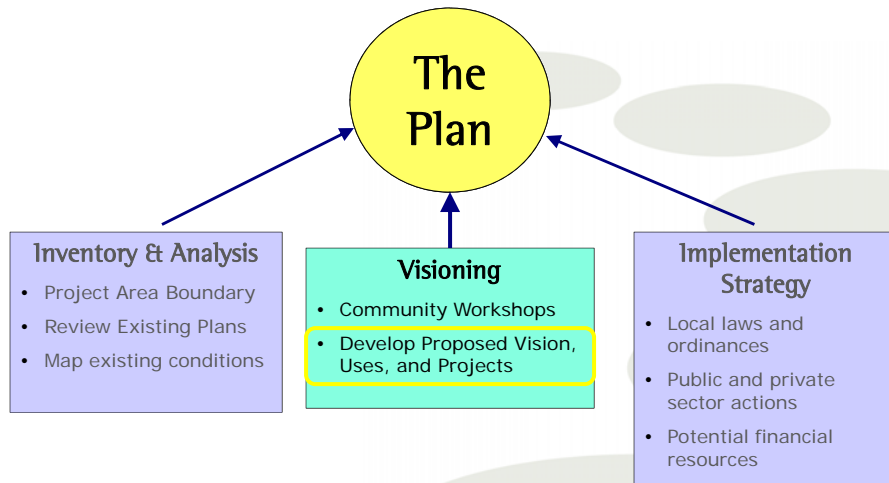 The
Plan
Inventory & Analysis
• Project Area Boundary
• Review Existing Plans
• Map existing conditions
Visioning
• Community Workshops
• Develop Proposed Vision,
Uses, and Projects
Implementation
Strategy
• Local laws and
ordinances
• Public and private
sector actions
• Potential financial
resources